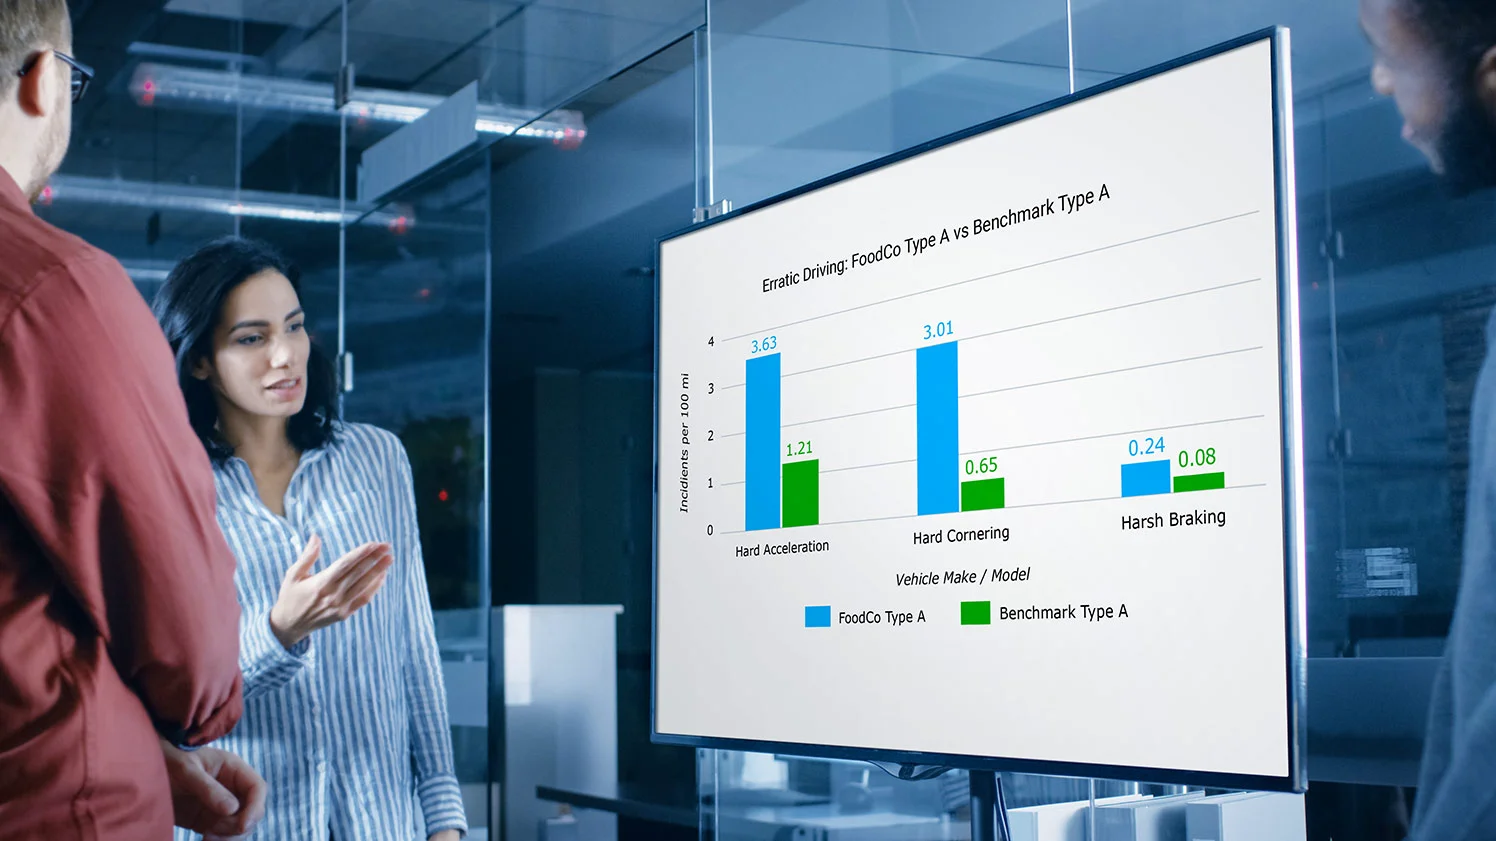 Erratic Driving: FoodCo Type A vs Benchmark Type A
Incidients per 100 mi
4
3
2
1
0
3.63
1.21
3.01
0.65
0.24
0.08
Hard Acceleration
Hard Cornering
Harsh Braking
Vehicle Make / Model
FoodCo Type A
Benchmark Type A